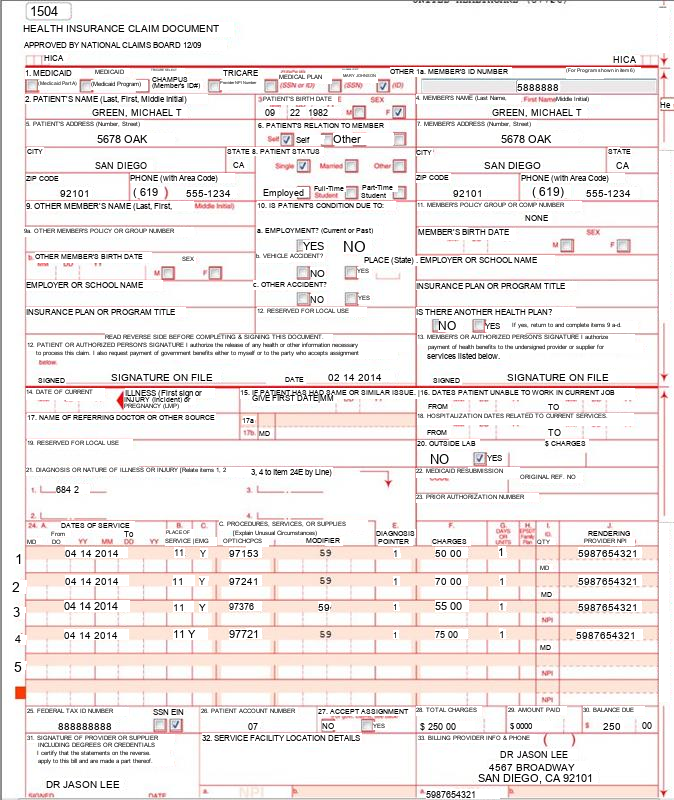 1504
HEALTH INSURANCE CLAIM DOCUMENT
APPROVED BY NATIONAL CLAIMS BOARD 12/09
HICA HICA
1. MEDICAID MEDICAID CHAMPUS TRICARE MEDICAL PLAN MARY JOHNSON OTHER 1a. MEMBER'S ID NUMBER (For Program shown in item 6)
(Medicaid Part A) (Medicaid Program) (Member ID#) Provider NPI Number (SSN or ID) (SSN) (ID) 5888888
2. PATIENT'S NAME (Last, First, Middle Initial) 3 PATIENT'S BIRTH DATE SEX 4. MEMBER'S NAME (Last Name, First Name Middle Initial)
GREEN, MICHAEL T 09 22 1982 M F GREEN, MICHAEL T
5. PATIENT'S ADDRESS (Number, Street) 6. PATIENT'S RELATION TO MEMBER 7. MEMBER'S ADDRESS (Number, Street)
5678 OAK Self Self Other 5678 OAK
CITY STATE 8. PATIENT STATUS CITY STATE
SAN DIEGO CA Single Married Other SAN DIEGO CA
ZIP CODE PHONE (with Area Code) Employed Full-Time Student Part-Time Student ZIP CODE PHONE (with Area Code)
92101 ( 619 ) 555-1234 92101 ( 619) 555-1234
9. OTHER MEMBER'S NAME (Last, First, Middle Initial) 10. IS PATIENT'S CONDITION DUE TO: 11. MEMBER'S POLICY GROUP OR COMP NUMBER
NONE
9a. OTHER MEMBER'S POLICY OR GROUP NUMBER a. EMPLOYMENT? (Current or Past) MEMBER'S BIRTH DATE SEX
YES NO M F
b. OTHER MEMBER'S BIRTH DATE SEX b. VEHICLE ACCIDENT? PLACE (State) . EMPLOYER OR SCHOOL NAME
MM DD YY M F NO YES
EMPLOYER OR SCHOOL NAME c. OTHER ACCIDENT? INSURANCE PLAN OR PROGRAM TITLE
NO YES
INSURANCE PLAN OR PROGRAM TITLE 12. RESERVED FOR LOCAL USE IS THERE ANOTHER HEALTH PLAN?
NO YES If yes, return to and complete items 9 a-d.
READ REVERSE SIDE BEFORE COMPLETING & SIGNING THIS DOCUMENT.
12. PATIENT OR AUTHORIZED PERSON'S SIGNATURE I authorize the release of any health or other information necessary
to process this claim. I also request payment of government benefits either to myself or to the party who accepts assignment
below.
13. MEMBER'S OR AUTHORIZED PERSON'S SIGNATURE I authorize
payment of health benefits to the undersigned provider or supplier for
services listed below.
SIGNED SIGNATURE ON FILE DATE 02 14 2014 SIGNED SIGNATURE ON FILE
14. DATE OF CURRENT ILLNESS (First sign or INJURY (Incident) or PREGNANCY (LMP) 15. IF PATIENT HAS HAD SAME OR SIMILAR ISSUE. GIVE FIRST DATE MM 16. DATES PATIENT UNABLE TO WORK IN CURRENT JOB
FROM TO
17. NAME OF REFERRING DOCTOR OR OTHER SOURCE 17a 18. HOSPITALIZATION DATES RELATED TO CURRENT SERVICES.
17b. MD FROM TO
19. RESERVED FOR LOCAL USE 20. OUTSIDE LAB $ CHARGES
NO YES
21. DIAGNOSIS OR NATURE OF ILLNESS OR INJURY (Relate items 1, 2 3, 4 to Item 24E by Line) 22. MEDICAID RESUBMISSION CODE ORIGINAL REF. NO
1. 684 2 3.
23. PRIOR AUTHORIZATION NUMBER
2. 4.
24. A. DATES OF SERVICE B. C. C. PROCEDURES, SERVICES, OR SUPPLIES E. F. G. H. I. J.
From To PLACE OF SERVICE EMG (Explain Unusual Circumstances) DIAGNOSIS POINTER CHARGES DAYS OR UNITS EPSDT Family Plan ID. QTY RENDERING PROVIDER NPI
MD DO YY MM DD YY OPTICHOPCS MODIFIER
1 04 14 2014 11 Y 97153 59 1 50 00 1 5987654321
MD
2 04 14 2014 11 Y 97241 59 1 70 00 1 5987654321
MD
3 04 14 2014 11 Y 97376 59 1 55 00 1 5987654321
NPI
4 04 14 2014 11 Y 97721 59 1 75 00 1 5987654321
MD
5
NPI
NPI
25. FEDERAL TAX ID NUMBER SSN EIN 26. PATIENT ACCOUNT NUMBER 27. ACCEPT ASSIGNMENT 28. TOTAL CHARGES 29. AMOUNT PAID 30. BALANCE DUE
888888888 07 NO YES $ 250 00 $ 0000 $ 250 00
31. SIGNATURE OF PROVIDER OR SUPPLIER
INCLUDING DEGREES OR CREDENTIALS
I certify that the statements on the reverse.
apply to this bill and are made a part thereof.
32. SERVICE FACILITY LOCATION DETAILS
33. BILLING PROVIDER INFO & PHONE ( )
DR JASON LEE
4567 BROADWAY
SAN DIEGO, CA 92101
DR JASON LEE
SIGNED DATE a. NPI b. a. 5987654321 b.